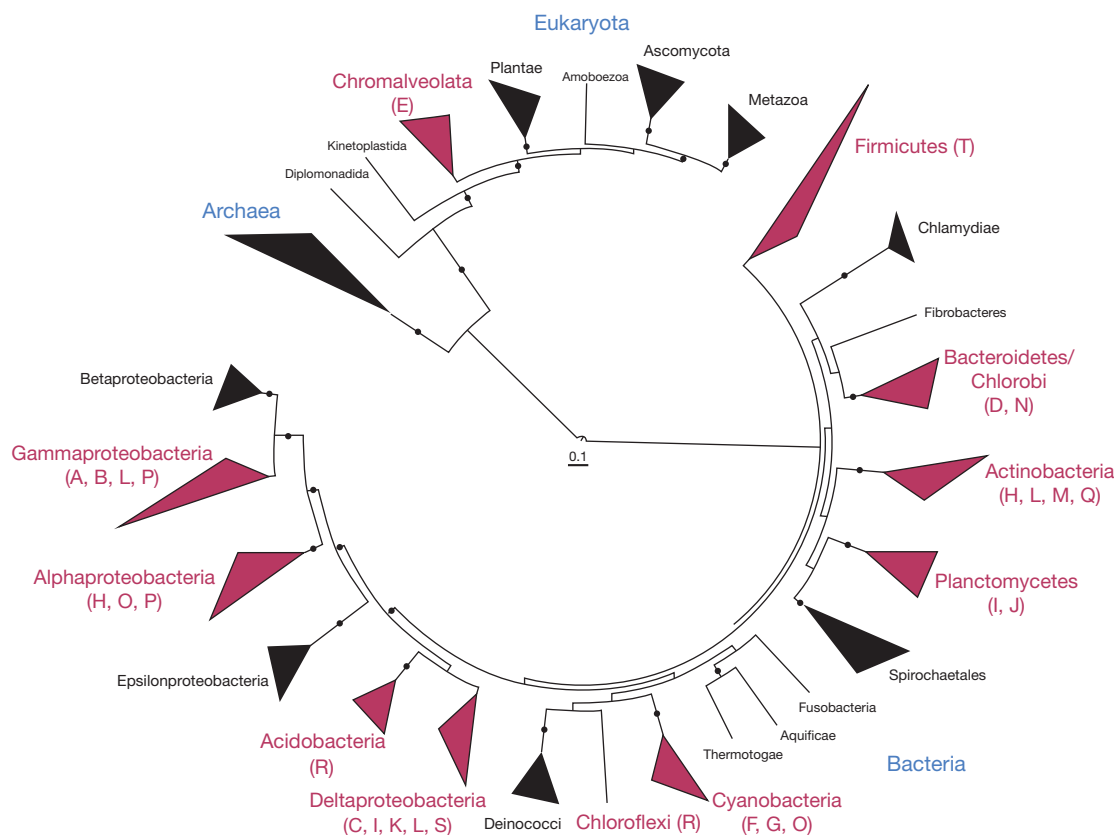 Eukaryota
Ascomycota
Plantae
Amoboezoa
Chromalveolata
(E)
Metazoa
Firmicutes (T)
Kinetoplastida
Diplomonadida
Archaea
Chlamydiae
Fibrobacteres
Bacteroidetes/
Chlorobi
(D, N)
Betaproteobacteria
Gammaproteobacteria
(A, B, L, P)
0.1
Actinobacteria
(H, L, M, Q)
Alphaproteobacteria
(H, O, P)
Planctomycetes
(I, J)
Epsilonproteobacteria
Spirochaetales
Fusobacteria
Aquificae
Thermotogae
Bacteria
Acidobacteria
(R)
Deltaproteobacteria
(C, I, K, L, S)
Deinococci
Chloroflexi (R)
Cyanobacteria
(F, G, O)